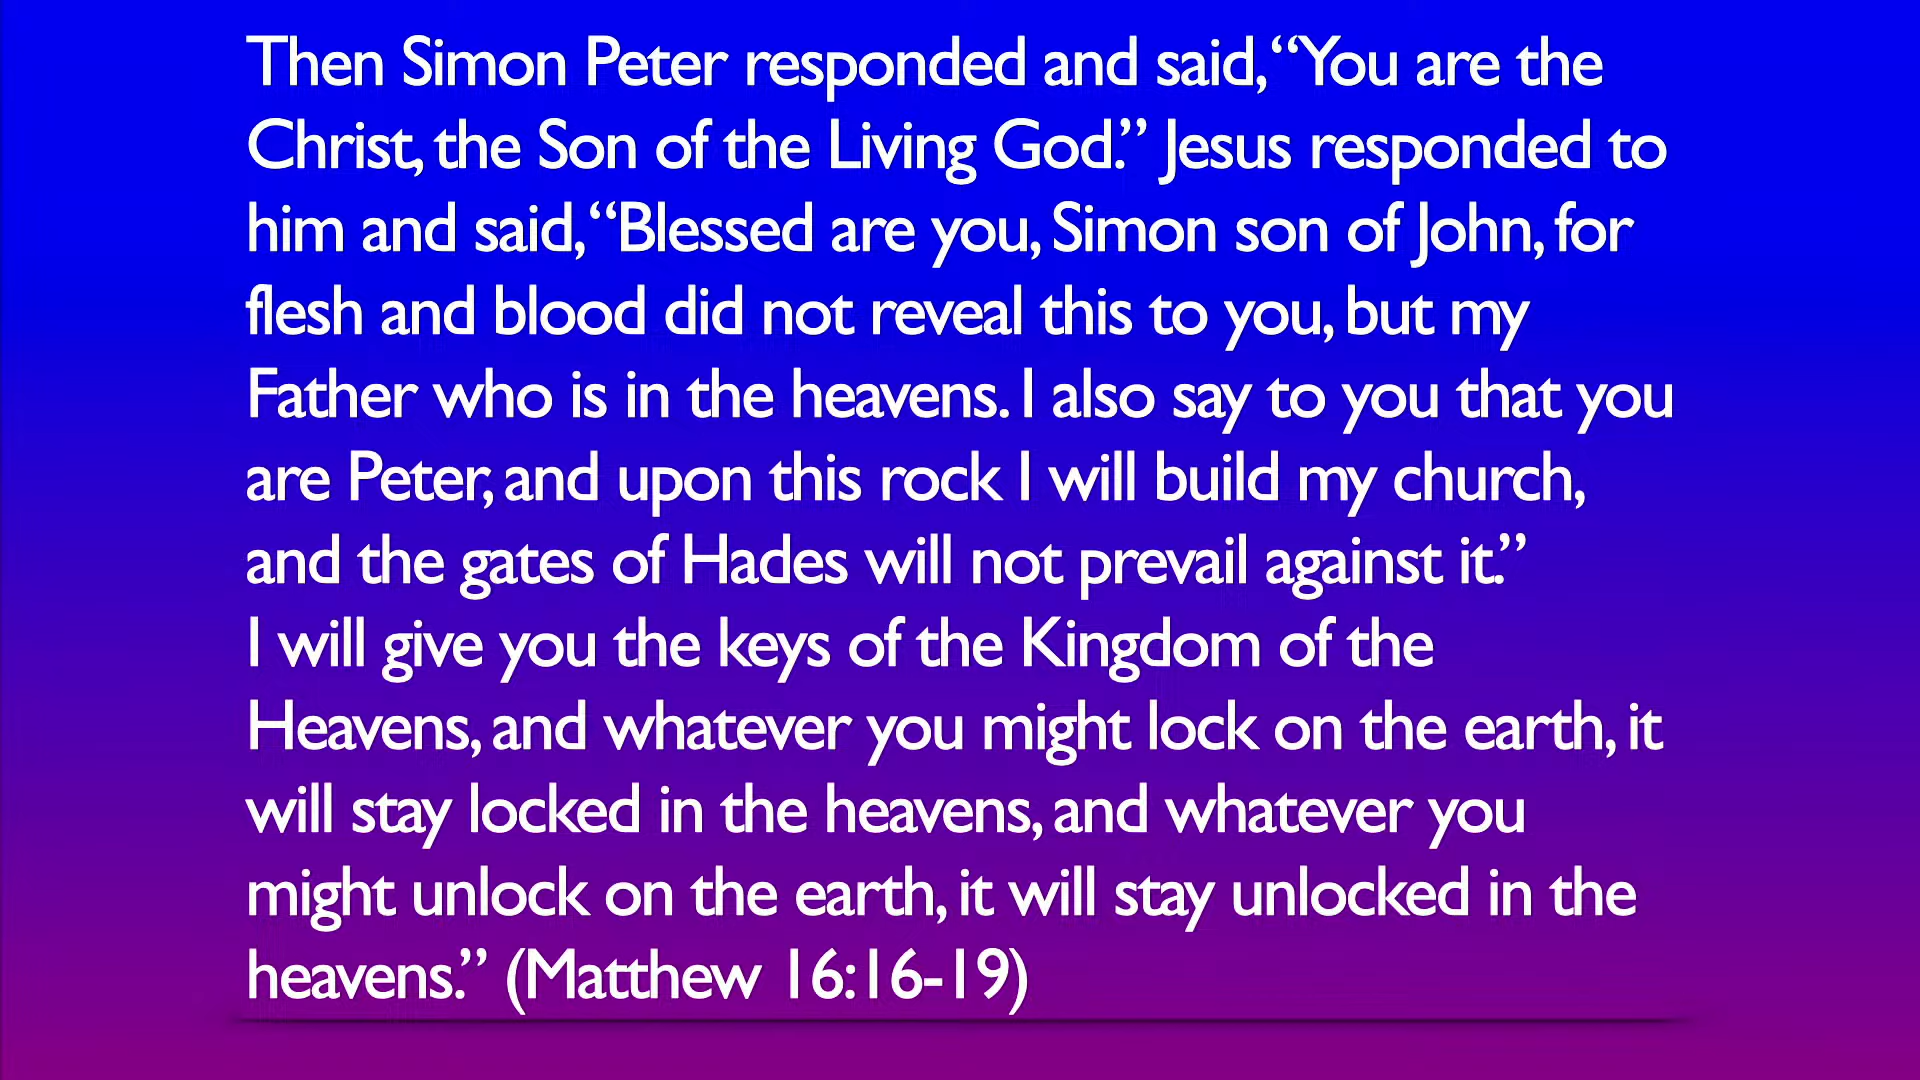 Then Simon Peter responded and said, “You are the
Christ, the Son of the Living God.” Jesus responded to
him and said, “Blessed are you, Simon son of John, for
flesh and blood did not reveal this to you, but my
Father who is in the heavens. I also say to you that you
are Peter, and upon this rock I will build my church,
and the gates of Hades will not prevail against it.”
I will give you the keys of the Kingdom of the
Heavens, and whatever you might lock on the earth, it
will stay locked in the heavens, and whatever you
might unlock on the earth, it will stay unlocked in the
heavens.” (Matthew 16:16-19)